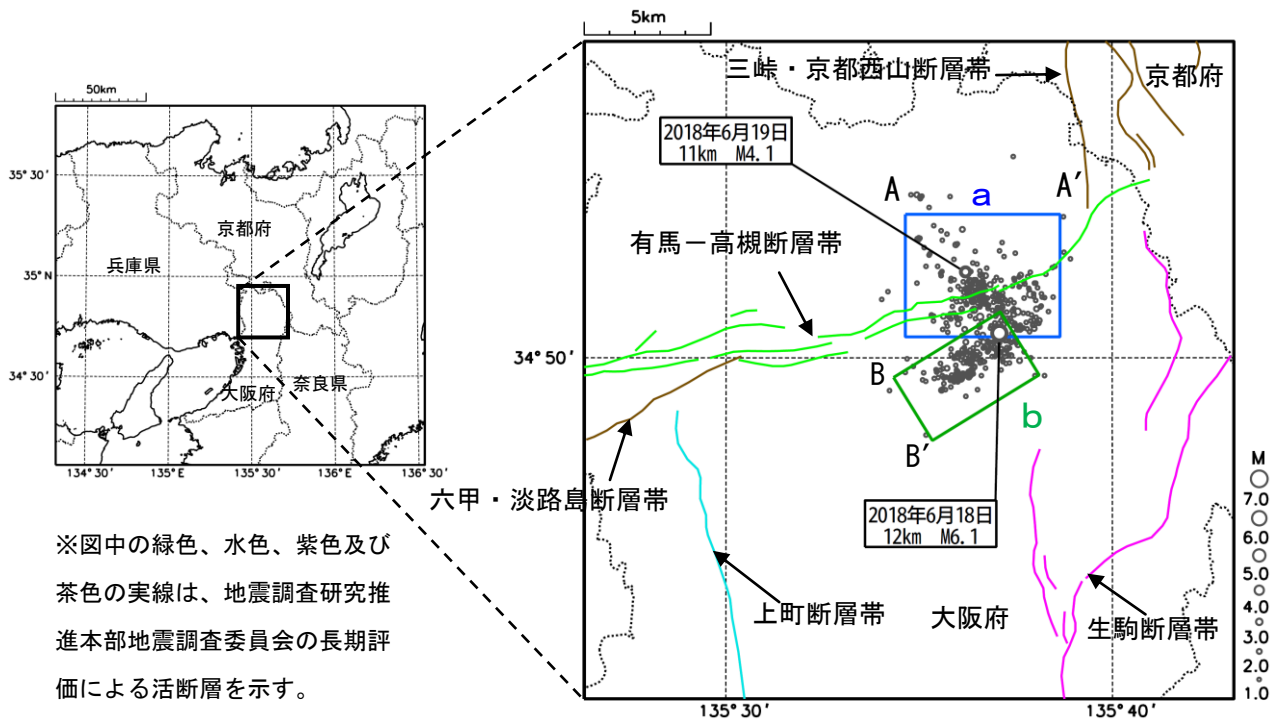 50km
35°30′
35°N
34°30′
134°30′
135°E
135°30′
136°E
136°30′
京都府
兵庫県
大阪府
奈良県
※図中の緑色、水色、紫色及び
茶色の実線は、地震調査研究推
進本部地震調査委員会の長期評
価による活断層を示す。
5km
三峠・京都西山断層帯
京都府
2018年6月19日
11km M4.1
A
a
A′
有馬－高槻断層帯
34°50′
B
b
B′
六甲・淡路島断層帯
2018年6月18日
12km M6.1
上町断層帯
大阪府
生駒断層帯
135°30′
135°40′
M
7.0
6.0
5.0
4.0
3.0
2.0
1.0